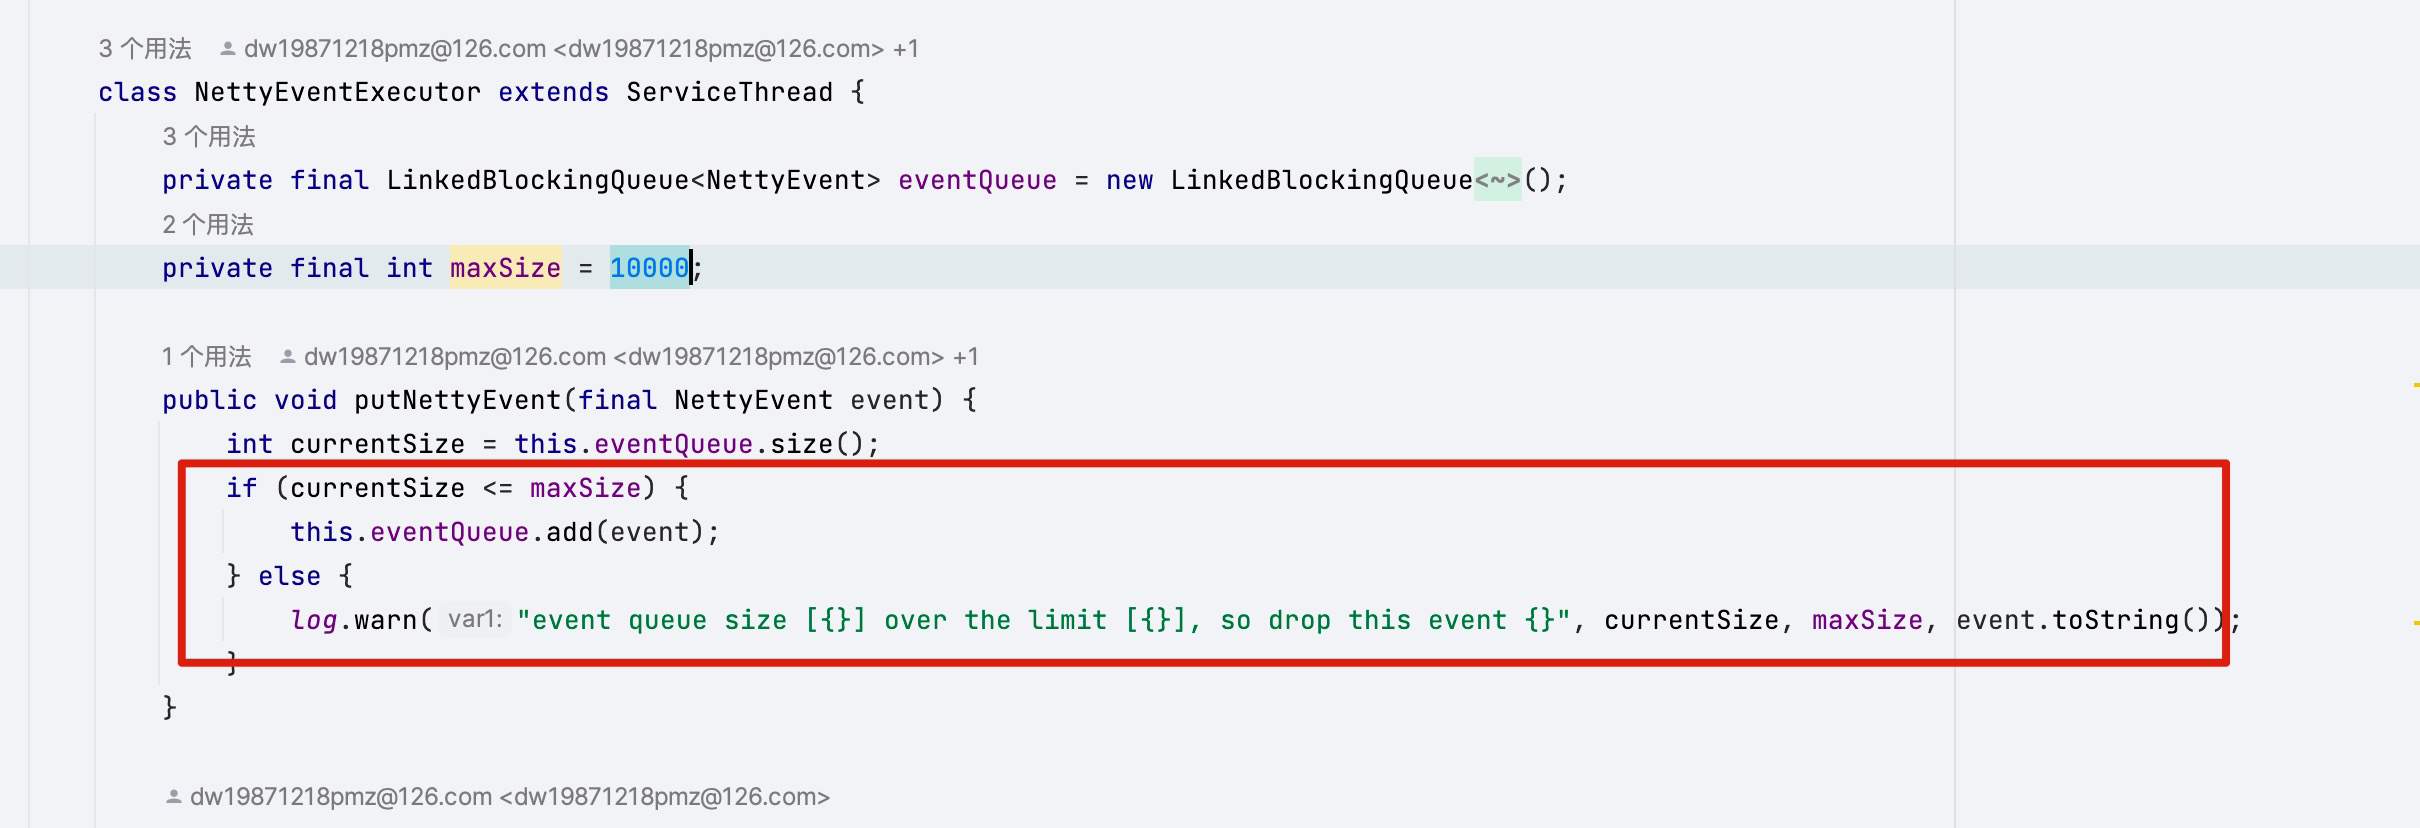 3 个用法 dw19871218pmz@126.com <dw19871218pmz@126.com> +1
class NettyEventExecutor extends ServiceThread {
3 个用法
private final LinkedBlockingQueue<NettyEvent> eventQueue = new LinkedBlockingQueue<~>();
2 个用法
private final int maxSize = 10000;
1 个用法 dw19871218pmz@126.com <dw19871218pmz@126.com> +1
public void putNettyEvent(final NettyEvent event) {
int currentSize = this.eventQueue.size();
if (currentSize <= maxSize) {
this.eventQueue.add(event);
} else {
log.warn( var1: "event queue size [{}] over the limit [{}], so drop this event {}", currentSize, maxSize, event.toString());
}
}
dw19871218pmz@126.com <dw19871218pmz@126.com>